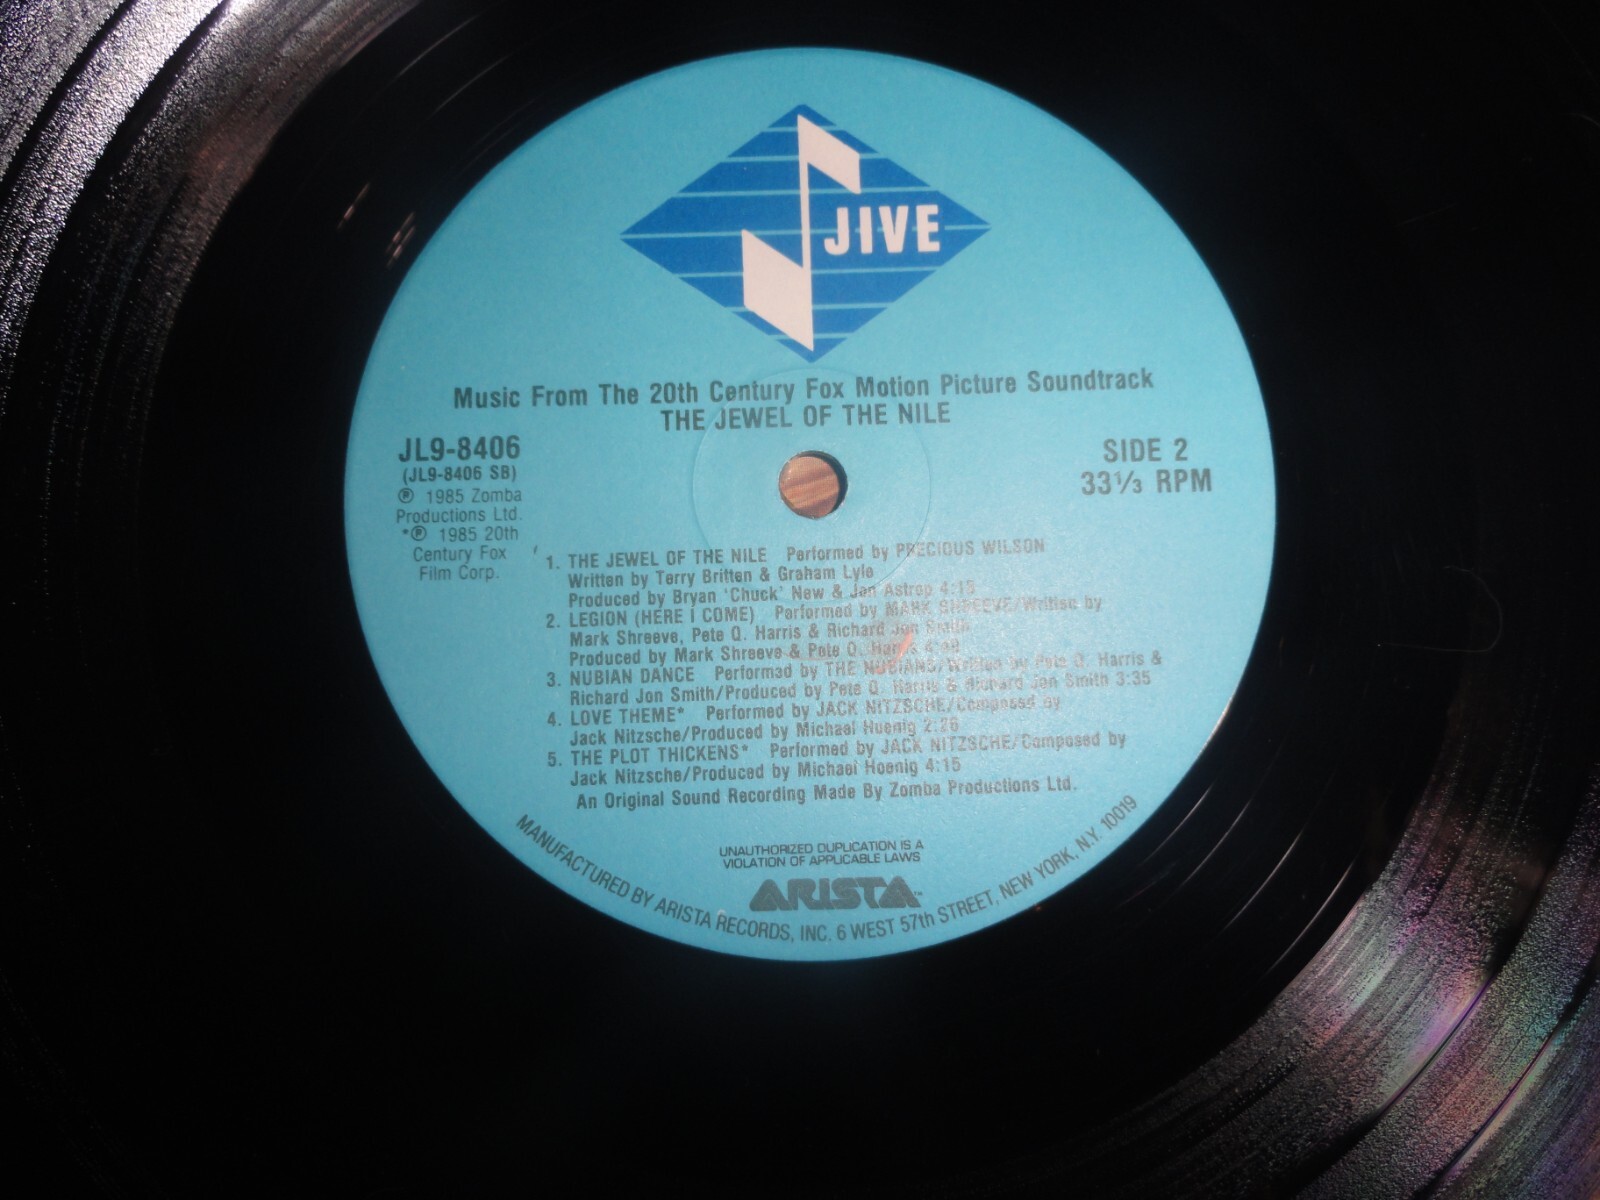 JIVE
Music From The 20th Century Fox Motion Picture Soundtrack
THE JEWEL OF THE NILE
JL9-8406
(JL9-8406 SB)
℗ 1985 Zomba
Productions Ltd.
*℗ 1985 20th
Century Fox
Film Corp.
SIDE 2
33⅓ RPM
1. THE JEWEL OF THE NILE Performed by PRECIOUS WILSON
Written by Terry Britten & Graham Lyle
Produced by Bryan 'Chuck' New & Jan Astrop 4:15
2. LEGION (HERE I COME) Performed by MARK SHREEVE/Written by
Mark Shreeve, Pete Q. Harris & Richard Jon Smith
Produced by Mark Shreeve & Pete Q. Harris
3. NUBIAN DANCE Performed by THE NUBIANS/Written by Pete Q. Harris &
Richard Jon Smith/Produced by Pete Q. Harris & Richard Jon Smith 3:35
4. LOVE THEME* Performed by JACK NITZSCHE/Composed by
Jack Nitzsche/Produced by Michael Hoenig 2:26
5. THE PLOT THICKENS* Performed by JACK NITZSCHE/Composed by
Jack Nitzsche/Produced by Michael Hoenig 4:15
An Original Sound Recording Made By Zomba Productions Ltd.
UNAUTHORIZED DUPLICATION IS A
VIOLATION OF APPLICABLE LAWS
ARISTA™
MANUFACTURED BY ARISTA RECORDS, INC. 6 WEST 57th STREET, NEW YORK, N.Y. 10019